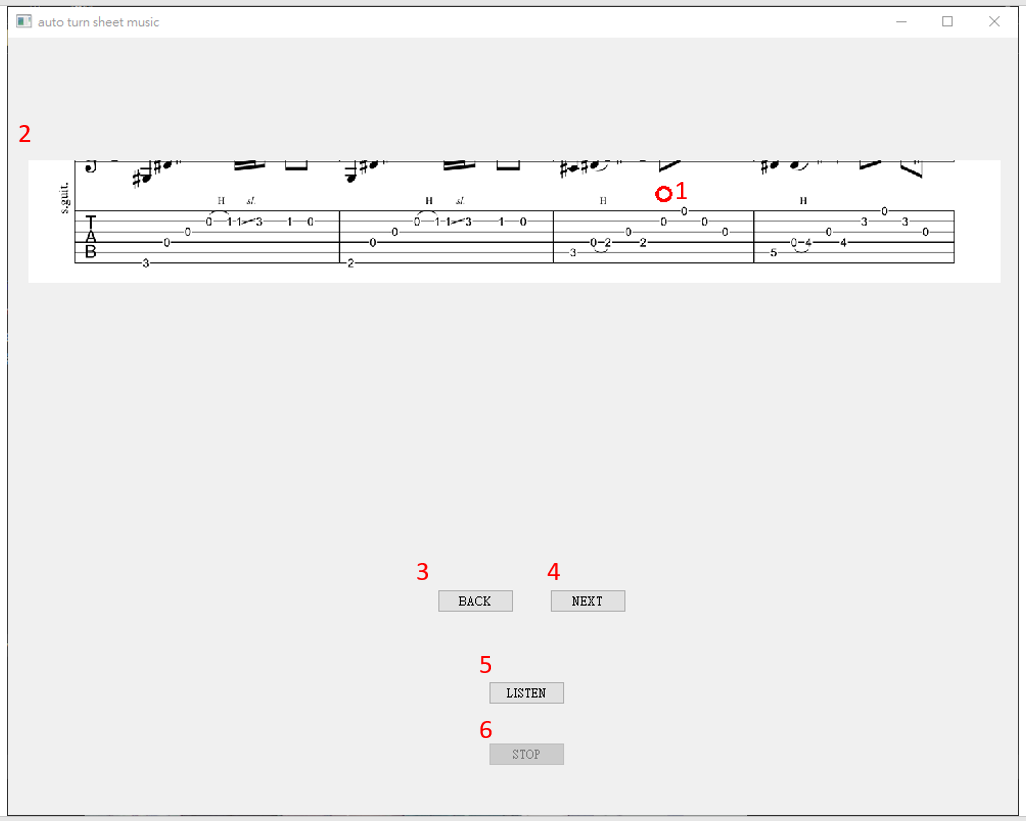 auto turn sheet music
2
s.guit.
H sl. H sl. H 1 H
T
A
B
0 1 1 3 1 0 0 1 1 3 1 0 0 0 0 3 0 3
0 0 0 0 0 0
0 0 0 2 2 0 4 4
3 5
3 2
3 4
BACK NEXT
5
LISTEN
6
STOP